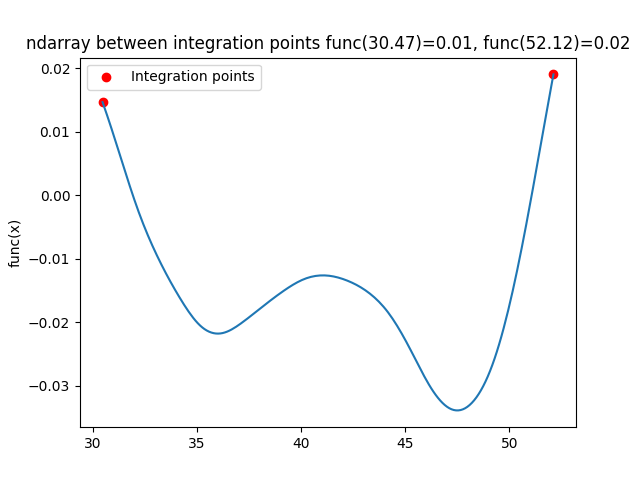 ndarray between integration points func(30.47)=0.01, func(52.12)=0.02
Integration points
func(x)
0.02
0.01
0.00
−0.01
−0.02
−0.03
30 35 40 45 50